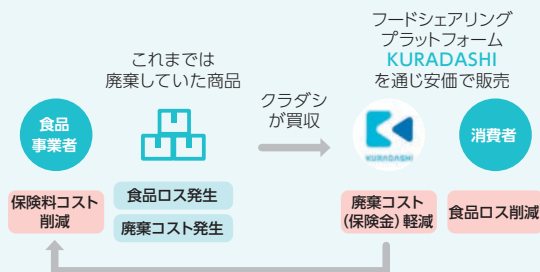 これまでは
廃棄していた商品
フードシェアリング
プラットフォーム
KURADASHI
を通じ安価で販売
食品
事業者
クラダシ
が買収
KURADASHI
消費者
保険料コスト
削減
食品ロス発生
廃棄コスト発生
廃棄コスト
(保険金)軽減
食品ロス削減